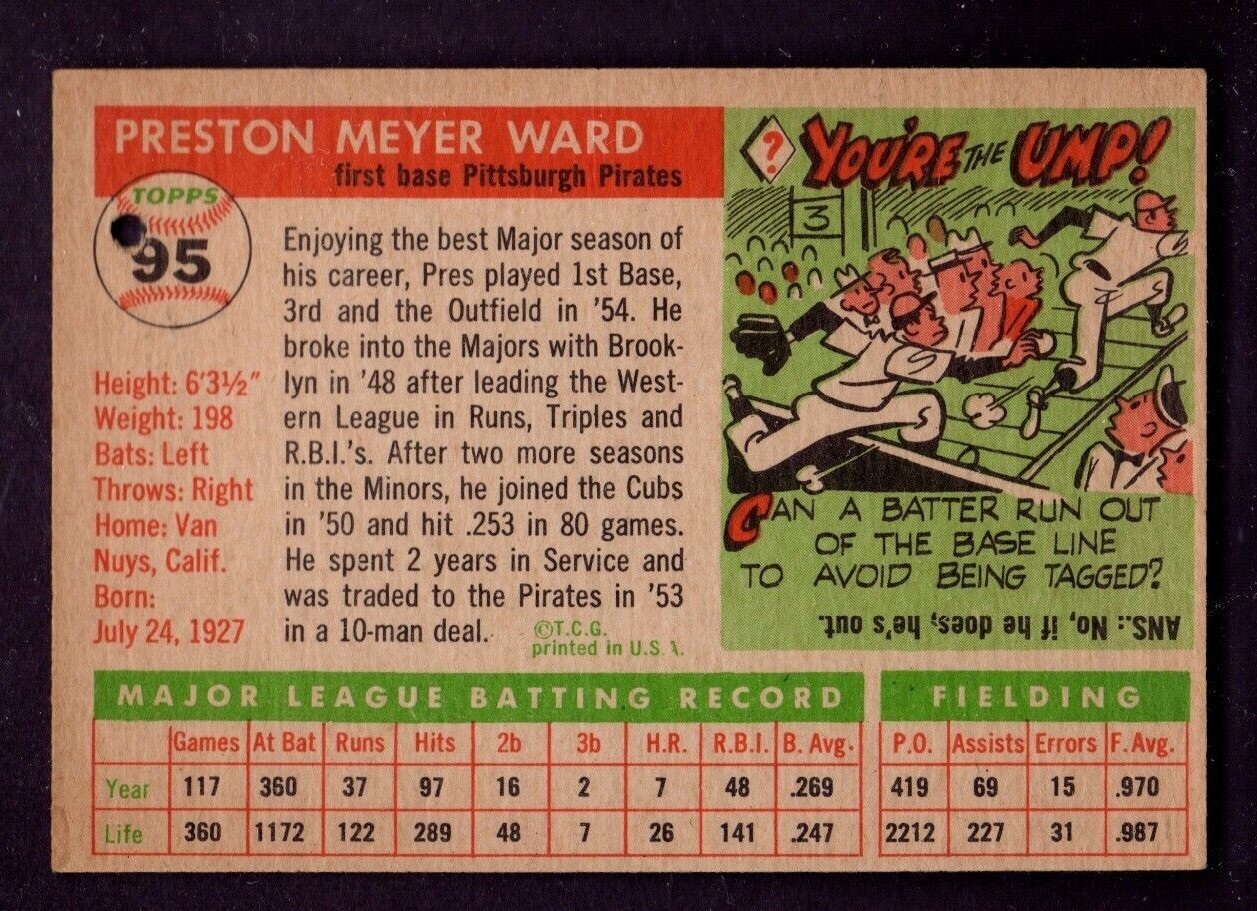 PRESTON MEYER WARD
first base Pittsburgh Pirates
TOPPS
95
Height: 6'3½"
Weight: 198
Bats: Left
Throws: Right
Home: Van
Nuys, Calif.
Born:
July 24, 1927
Enjoying the best Major season of
his career, Pres played 1st Base,
3rd and the Outfield in '54. He
broke into the Majors with Brook-
lyn in '48 after leading the West-
ern League in Runs, Triples and
R.B.I.'s. After two more seasons
in the Minors, he joined the Cubs
in '50 and hit .253 in 80 games.
He spent 2 years in Service and
was traded to the Pirates in '53
in a 10-man deal.
©T.C.G.
printed in U.S.A.
? YOU'RE THE UMP!
3
CAN A BATTER RUN OUT
OF THE BASE LINE
TO AVOID BEING TAGGED?
ANS.: No, if he does, he's out.
MAJOR LEAGUE BATTING RECORD
Games At Bat Runs Hits 2b 3b H.R. R.B.I. B. Avg.
Year 117 360 37 97 16 2 7 48 .269
Life 360 1172 122 289 48 7 26 141 .247
FIELDING
P.O. Assists Errors F. Avg.
419 69 15 .970
2212 227 31 .987